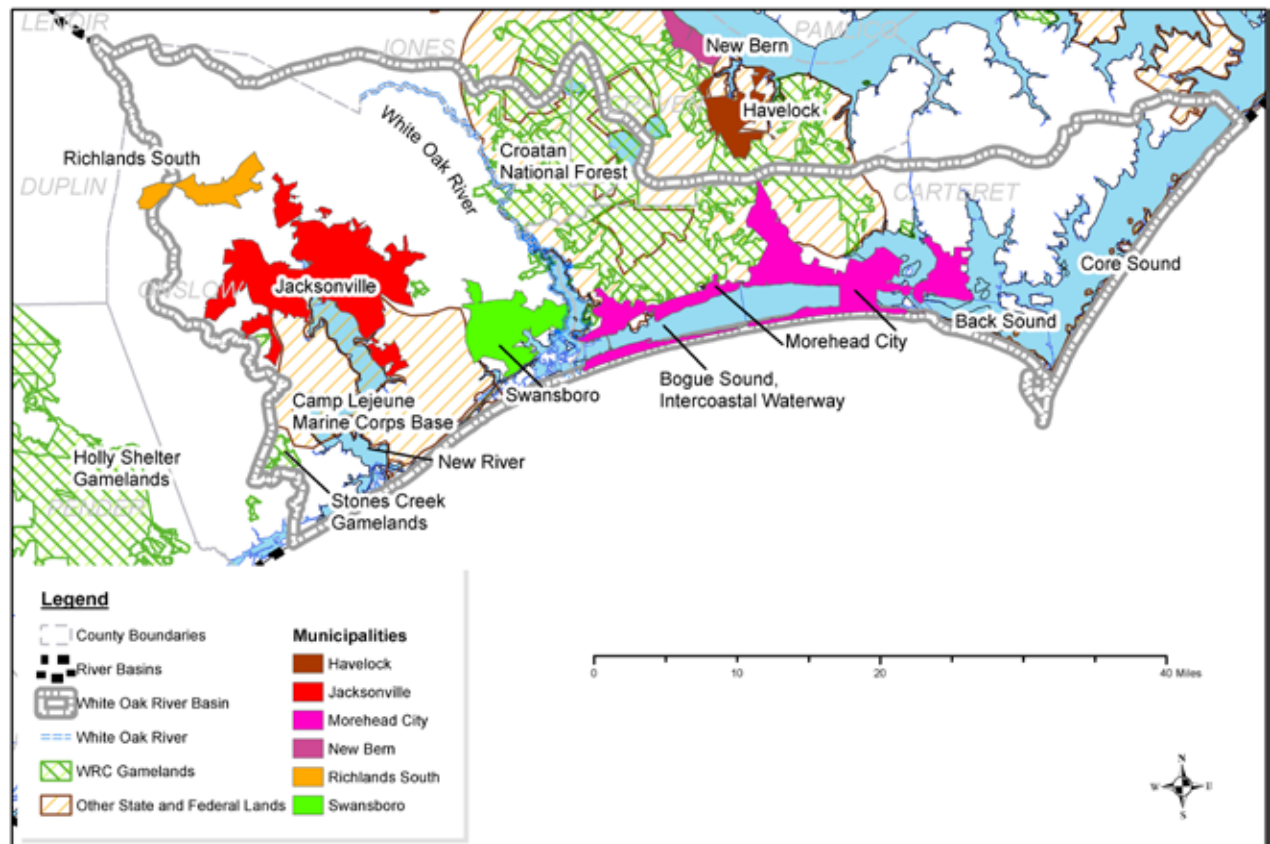 LENOIR
JONES
PAMLICO
New Bern
CRAVEN
Havelock
White Oak River
Richlands South
Croatan
National Forest
DUPLIN
CARTERET
Core Sound
ONSLOW
Jacksonville
Back Sound
Morehead City
Bogue Sound,
Intercoastal Waterway
Swansboro
Camp Lejeune
Marine Corps Base
New River
Holly Shelter
Gamelands
PENDER
Stones Creek
Gamelands
Legend
County Boundaries
River Basins
White Oak River Basin
White Oak River
WRC Gamelands
Other State and Federal Lands
Municipalities
Havelock
Jacksonville
Morehead City
New Bern
Richlands South
Swansboro
0 10 20 40 Miles
N
W E
S